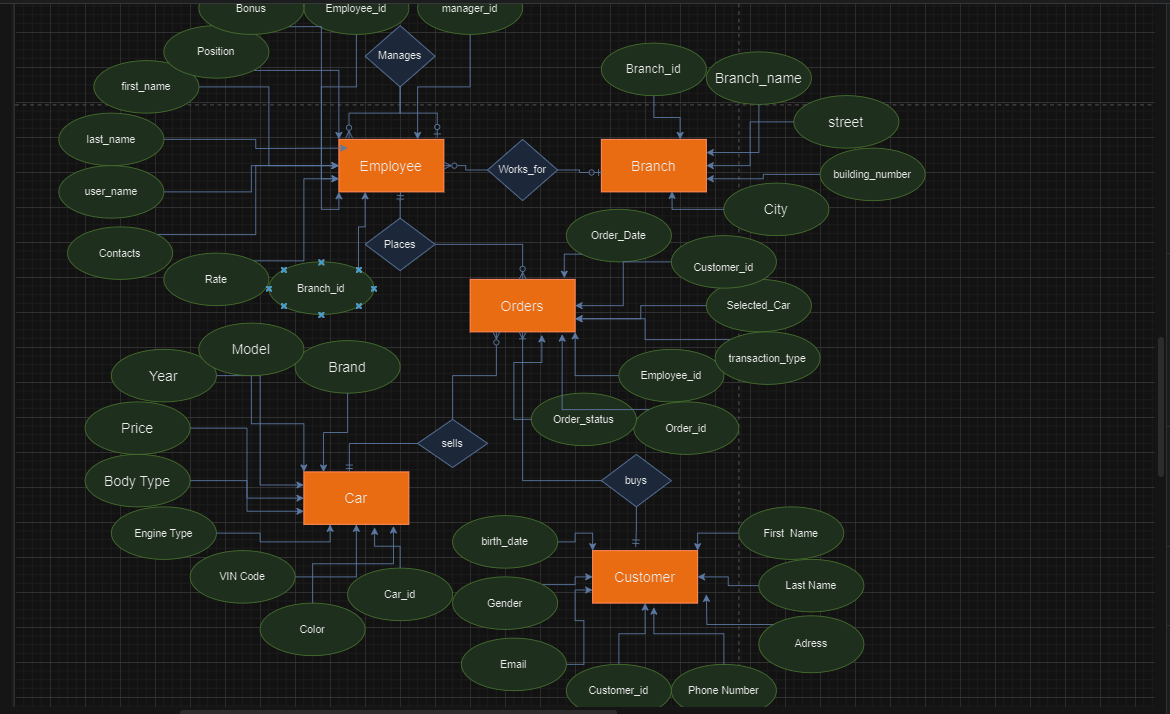 Bonus
Employee_id
manager_id
Position
Manages
first_name
Branch_id
Branch_name
street
last_name
Employee
Works_for
Branch
building_number
user_name
City
Contacts
Places
Order_Date
Rate
Branch_id
Customer_id
Orders
Selected_Car
Model
Brand
transaction_type
Year
Employee_id
Price
Order_status
Order_id
sells
Body Type
Car
buys
Engine Type
birth_date
First Name
VIN Code
Customer
Last Name
Car_id
Gender
Color
Adress
Email
Customer_id
Phone Number